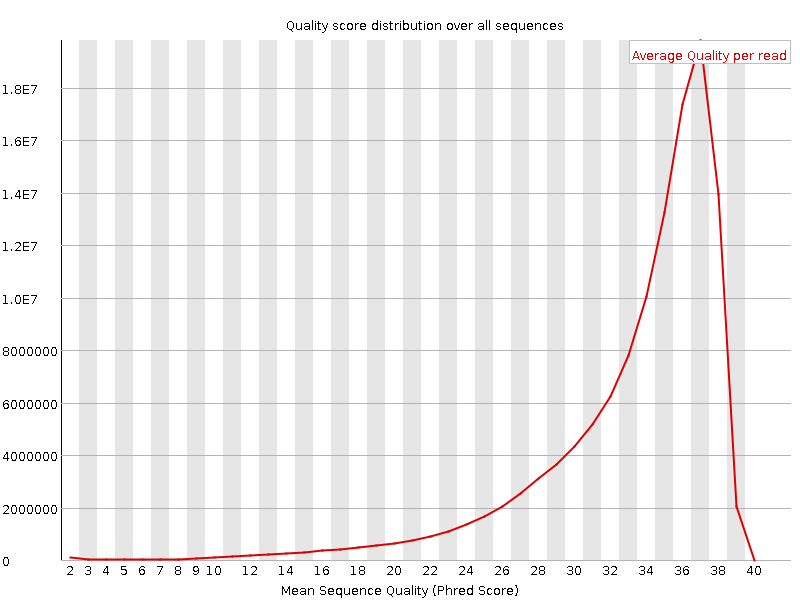 Quality score distribution over all sequences
Average Quality per read
1.8E7
1.6E7
1.4E7
1.2E7
1.0E7
8000000
6000000
4000000
2000000
0
2 3 4 5 6 7 8 9 10 12 14 16 18 20 22 24 26 28 30 32 34 36 38 40
Mean Sequence Quality (Phred Score)